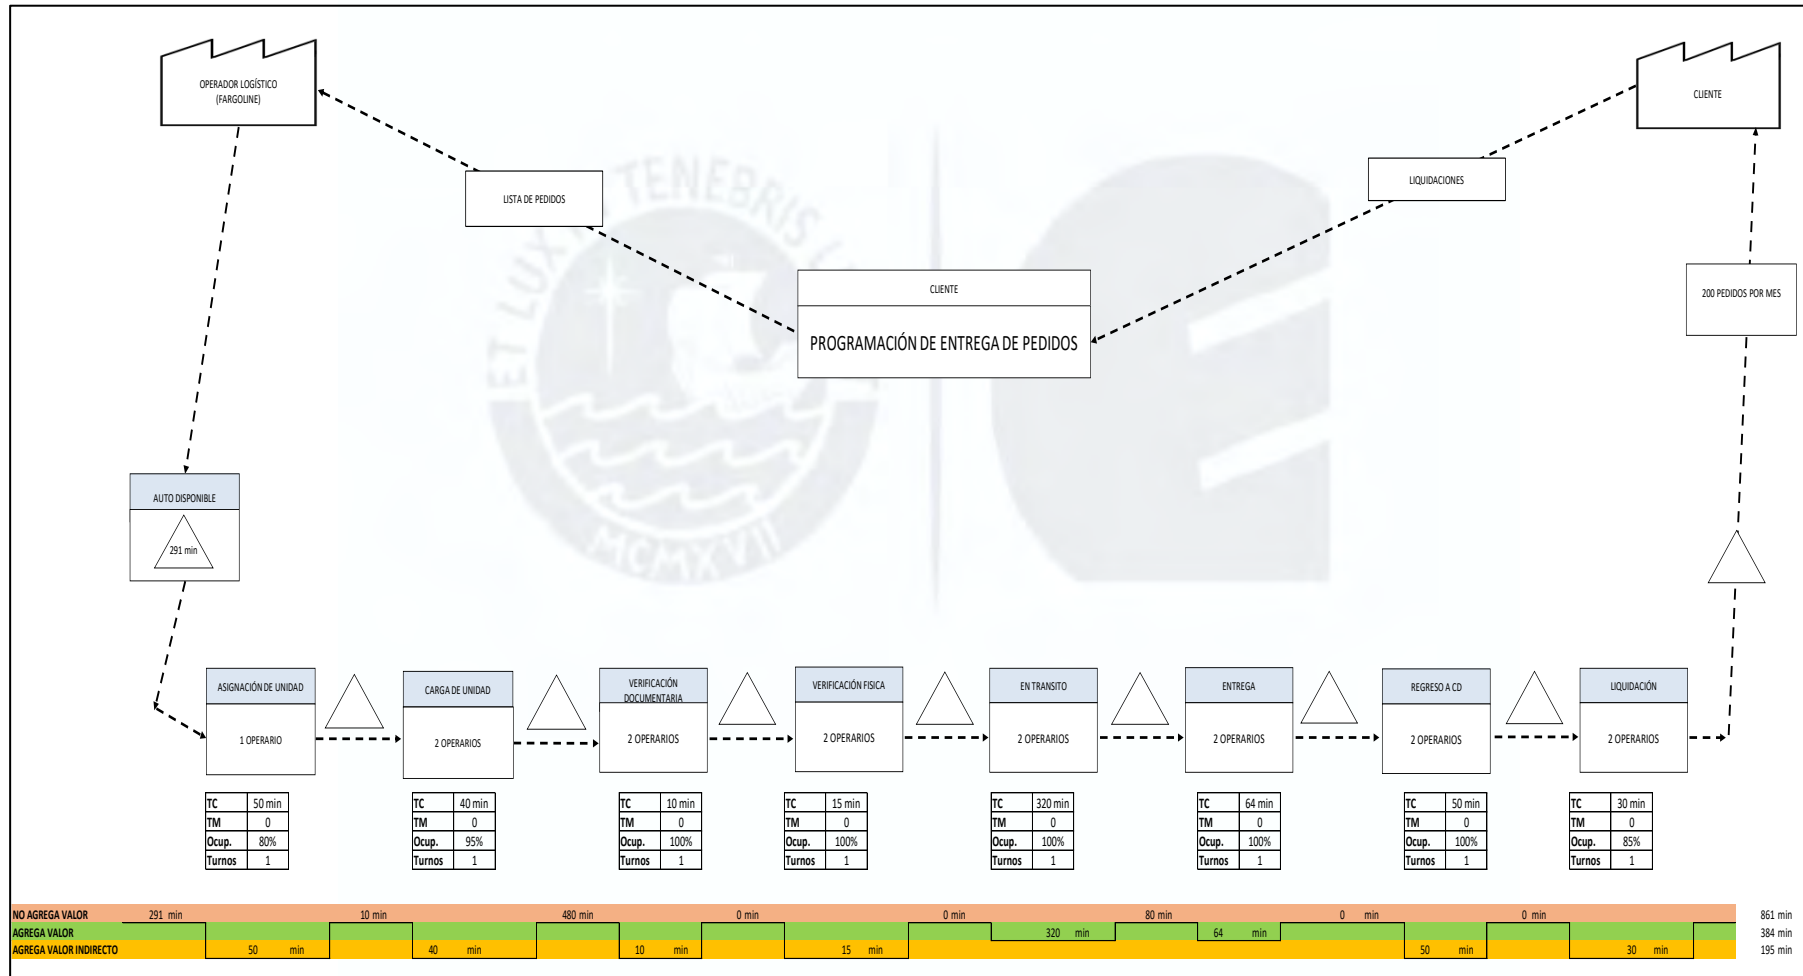 OPERADOR LOGÍSTICO
(FARGOLINE)
CLIENTE
LISTA DE PEDIDOS
LIQUIDACIONES
CLIENTE
PROGRAMACIÓN DE ENTREGA DE PEDIDOS
200 PEDIDOS POR MES
ET LUX IN TENEBRIS
MCMXVII
AUTO DISPONIBLE
291 min
ASIGNACIÓN DE UNIDAD
1 OPERARIO
CARGA DE UNIDAD
2 OPERARIOS
VERIFICACIÓN
DOCUMENTARIA
2 OPERARIOS
VERIFICACIÓN FISICA
2 OPERARIOS
EN TRANSITO
2 OPERARIOS
ENTREGA
2 OPERARIOS
REGRESO A CD
2 OPERARIOS
LIQUIDACIÓN
2 OPERARIOS
TC 50 min
TM 0
Ocup. 80%
Turnos 1
TC 40 min
TM 0
Ocup. 95%
Turnos 1
TC 10 min
TM 0
Ocup. 100%
Turnos 1
TC 15 min
TM 0
Ocup. 100%
Turnos 1
TC 320 min
TM 0
Ocup. 100%
Turnos 1
TC 64 min
TM 0
Ocup. 100%
Turnos 1
TC 50 min
TM 0
Ocup. 100%
Turnos 1
TC 30 min
TM 0
Ocup. 85%
Turnos 1
NO AGREGA VALOR 291 min 10 min 480 min 0 min 0 min 80 min 0 min 0 min 861 min
AGREGA VALOR 320 min 64 min 384 min
AGREGA VALOR INDIRECTO 50 min 40 min 10 min 15 min 50 min 30 min 195 min